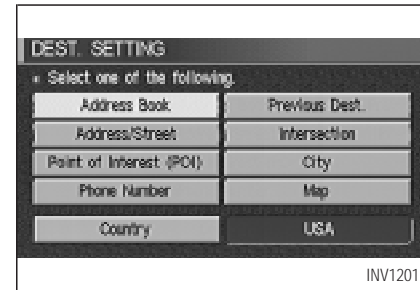 DEST. SETTING
Select one of the following.
Address Book Previous Dest.
Address/Street Intersection
Point of Interest (POI) City
Phone Number Map
Country USA
INV1201